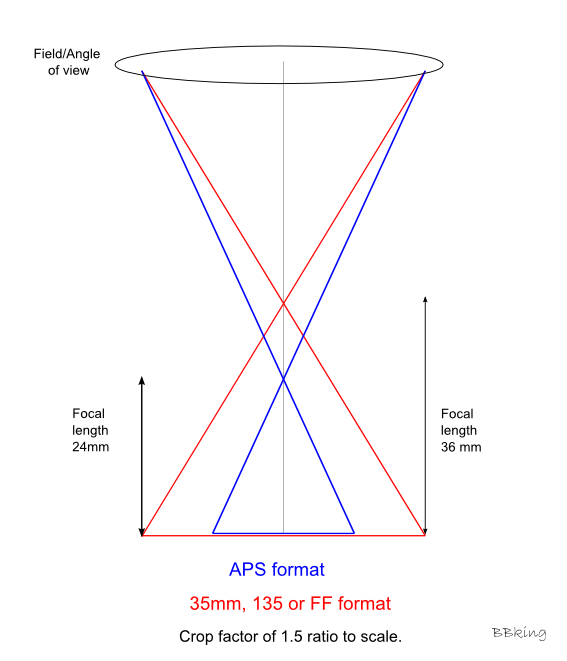 Field/Angle
of view
Focal
length
24mm
Focal
length
36 mm
APS format
35mm, 135 or FF format
Crop factor of 1.5 ratio to scale.
BBking